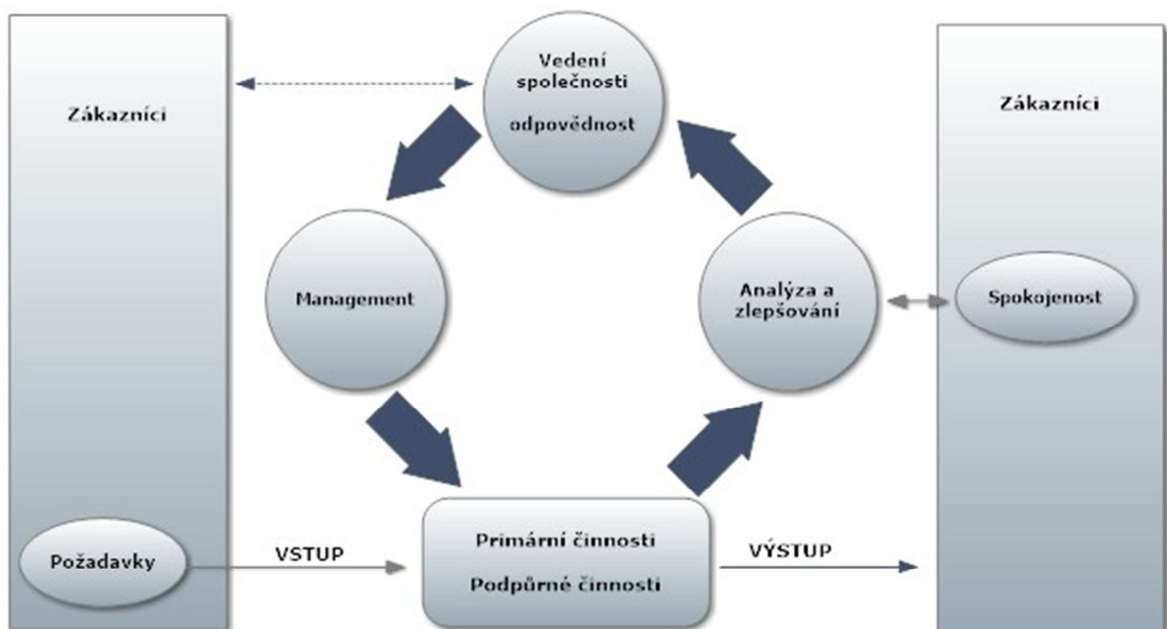 Vedení
společnosti
odpovědnost
Zákazníci
Zákazníci
Management
Analýza a
zlepšování
Spokojenost
Požadavky
VSTUP
Primární činnosti
Podpůrné činnosti
VÝSTUP